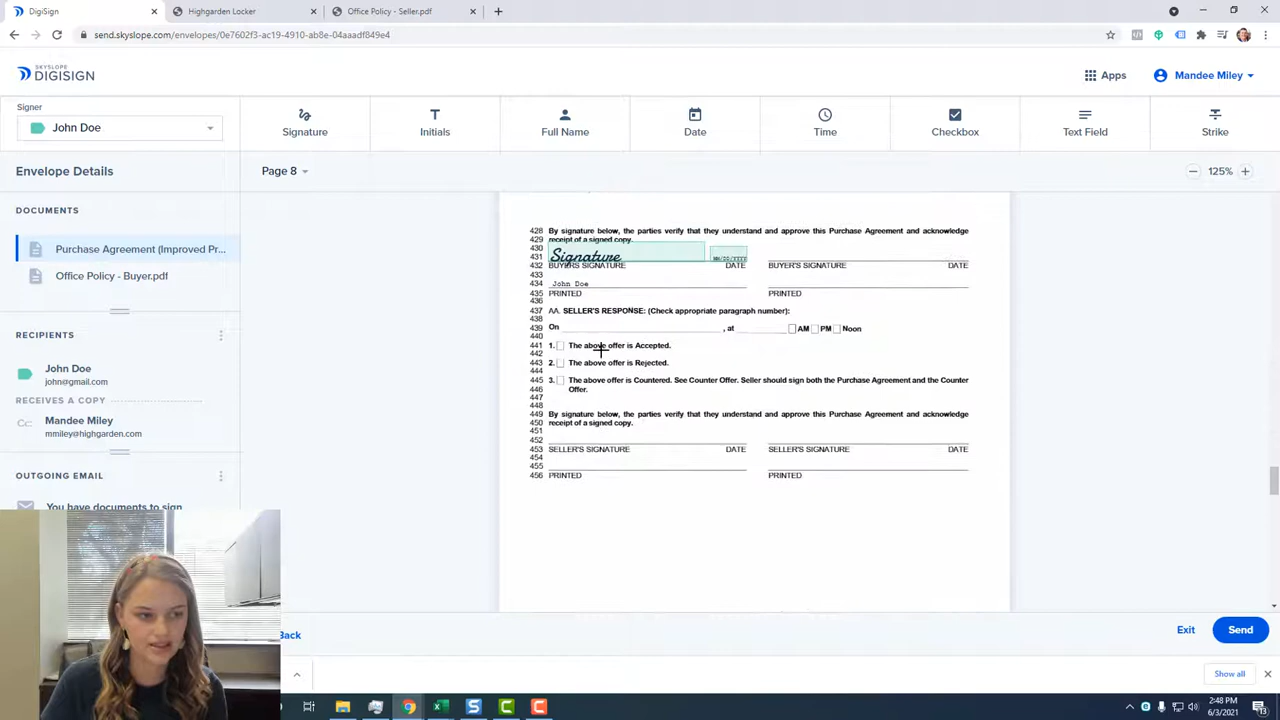 DigiSign
Highgarden Locker
Office Policy - Seller.pdf
send.skyslope.com/envelopes/0e7602f3-ac19-4910-ab8e-04aaadf849e4
SKYSLOPE
DIGISIGN
Apps
Mandee Miley
Signer
John Doe
Signature
Initials
Full Name
Date
Time
Checkbox
Text Field
Strike
Envelope Details
Page 8
125%
DOCUMENTS
Purchase Agreement (Improved Pr...
Office Policy - Buyer.pdf
RECIPIENTS
John Doe
john@gmail.com
RECEIVES A COPY
Cc
Mandee Miley
mmiley@highgarden.com
OUTGOING EMAIL
You have documents to sign
428 By signature below, the parties verify that they understand and approve this Purchase Agreement and acknowledge
429 receipt of a signed copy.
430
431 Signature MM/DD/YYYY
432 BUYER'S SIGNATURE DATE BUYER'S SIGNATURE DATE
433
434 John Doe
435 PRINTED PRINTED
436
437 AA. SELLER'S RESPONSE: (Check appropriate paragraph number):
438
439 On , at AM PM Noon
440
441 1. The above offer is Accepted.
442
443 2. The above offer is Rejected.
444
445 3. The above offer is Countered. See Counter Offer. Seller should sign both the Purchase Agreement and the Counter
446 Offer.
447
448
449 By signature below, the parties verify that they understand and approve this Purchase Agreement and acknowledge
450 receipt of a signed copy.
451
452
453 SELLER'S SIGNATURE DATE SELLER'S SIGNATURE DATE
454
455
456 PRINTED PRINTED
Back
Exit
Send
Show all
2:48 PM
6/3/2021